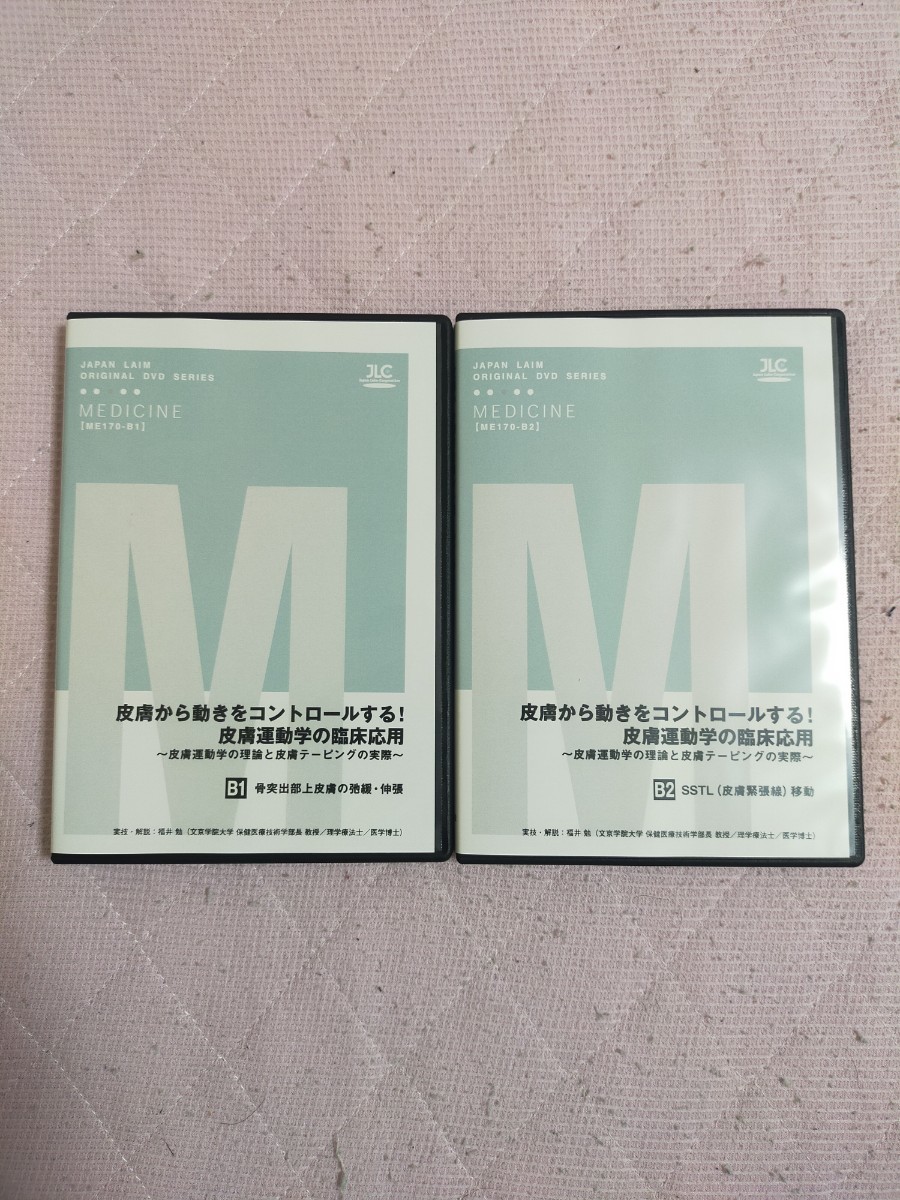 JAPAN LAIM
ORIGINAL DVD SERIES
JLC
MEDICINE
【ME170-B1】
M
皮膚から動きをコントロールする！
皮膚運動学の臨床応用
～皮膚運動学の理論と皮膚テーピングの実際～
B1 骨突出部上皮膚の弛緩・伸張
実技・解説：福井 勉（文京学院大学 保健医療技術学部長 教授／理学療法士／医学博士）
JAPAN LAIM
ORIGINAL DVD SERIES
JLC
MEDICINE
【ME170-B2】
M
皮膚から動きをコントロールする！
皮膚運動学の臨床応用
～皮膚運動学の理論と皮膚テーピングの実際～
B2 SSTL（皮膚緊張線）移動
実技・解説：福井 勉（文京学院大学 保健医療技術学部長 教授／理学療法士／医学博士）